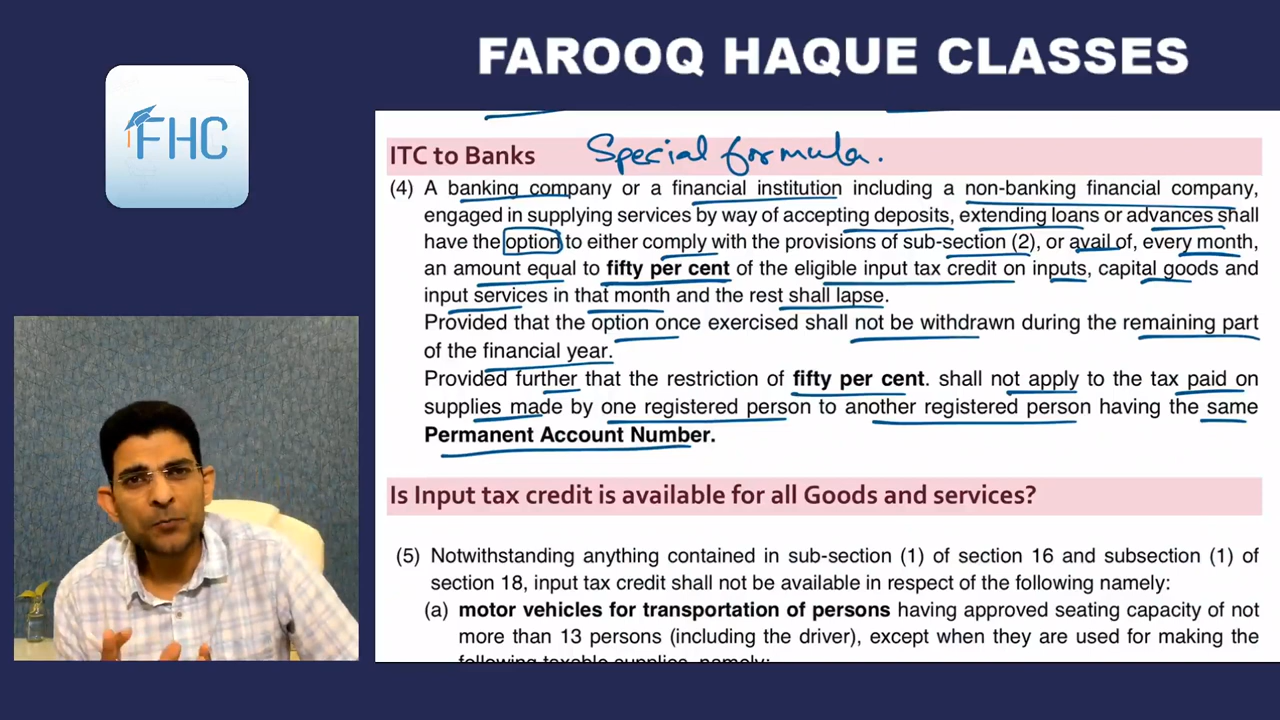 FAROOQ HAQUE CLASSES
FHC
ITC to Banks Special formula.
(4) A banking company or a financial institution including a non-banking financial company,
engaged in supplying services by way of accepting deposits, extending loans or advances shall
have the option to either comply with the provisions of sub-section (2), or avail of, every month,
an amount equal to fifty per cent of the eligible input tax credit on inputs, capital goods and
input services in that month and the rest shall lapse.
Provided that the option once exercised shall not be withdrawn during the remaining part
of the financial year.
Provided further that the restriction of fifty per cent. shall not apply to the tax paid on
supplies made by one registered person to another registered person having the same
Permanent Account Number.
Is Input tax credit is available for all Goods and services?
(5) Notwithstanding anything contained in sub-section (1) of section 16 and subsection (1) of
section 18, input tax credit shall not be available in respect of the following namely:
(a) motor vehicles for transportation of persons having approved seating capacity of not
more than 13 persons (including the driver), except when they are used for making the
following taxable supplies, namely: